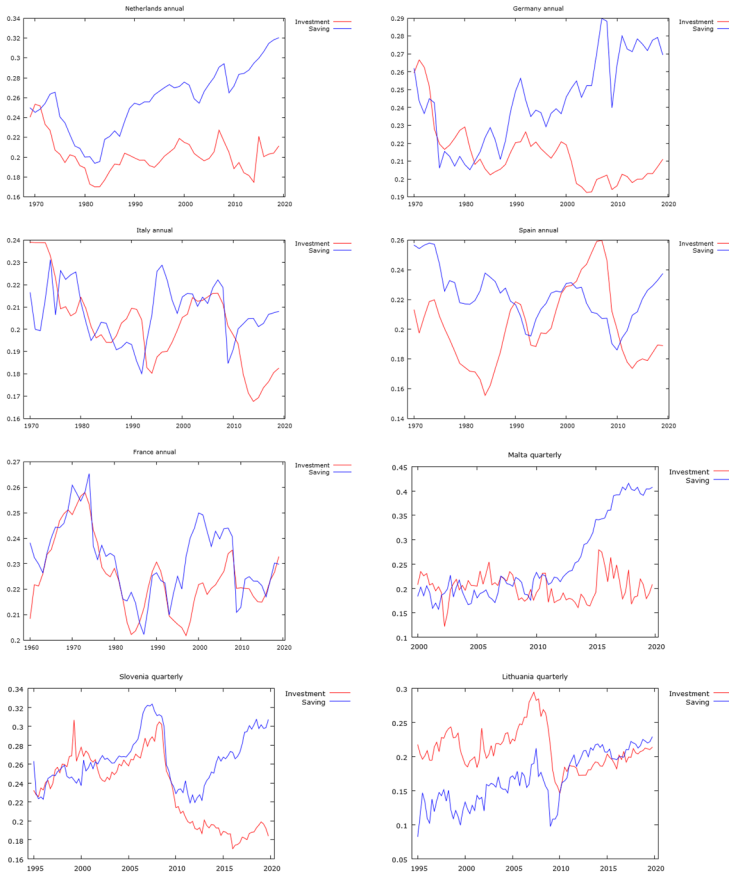 Netherlands annual
Investment
Saving
0.34
0.32
0.3
0.28
0.26
0.24
0.22
0.2
0.18
0.16
1970 1980 1990 2000 2010 2020
Germany annual
Investment
Saving
0.29
0.28
0.27
0.26
0.25
0.24
0.23
0.22
0.21
0.2
0.19
1970 1980 1990 2000 2010 2020
Italy annual
Investment
Saving
0.24
0.23
0.22
0.21
0.2
0.19
0.18
0.17
0.16
1970 1980 1990 2000 2010 2020
Spain annual
Investment
Saving
0.26
0.24
0.22
0.2
0.18
0.16
0.14
1970 1980 1990 2000 2010 2020
France annual
Investment
Saving
0.27
0.26
0.25
0.24
0.23
0.22
0.21
0.2
1960 1970 1980 1990 2000 2010 2020
Malta quarterly
Investment
Saving
0.45
0.4
0.35
0.3
0.25
0.2
0.15
0.1
2000 2005 2010 2015 2020
Slovenia quarterly
Investment
Saving
0.34
0.32
0.3
0.28
0.26
0.24
0.22
0.2
0.18
0.16
1995 2000 2005 2010 2015 2020
Lithuania quarterly
Investment
Saving
0.3
0.25
0.2
0.15
0.1
0.05
1995 2000 2005 2010 2015 2020